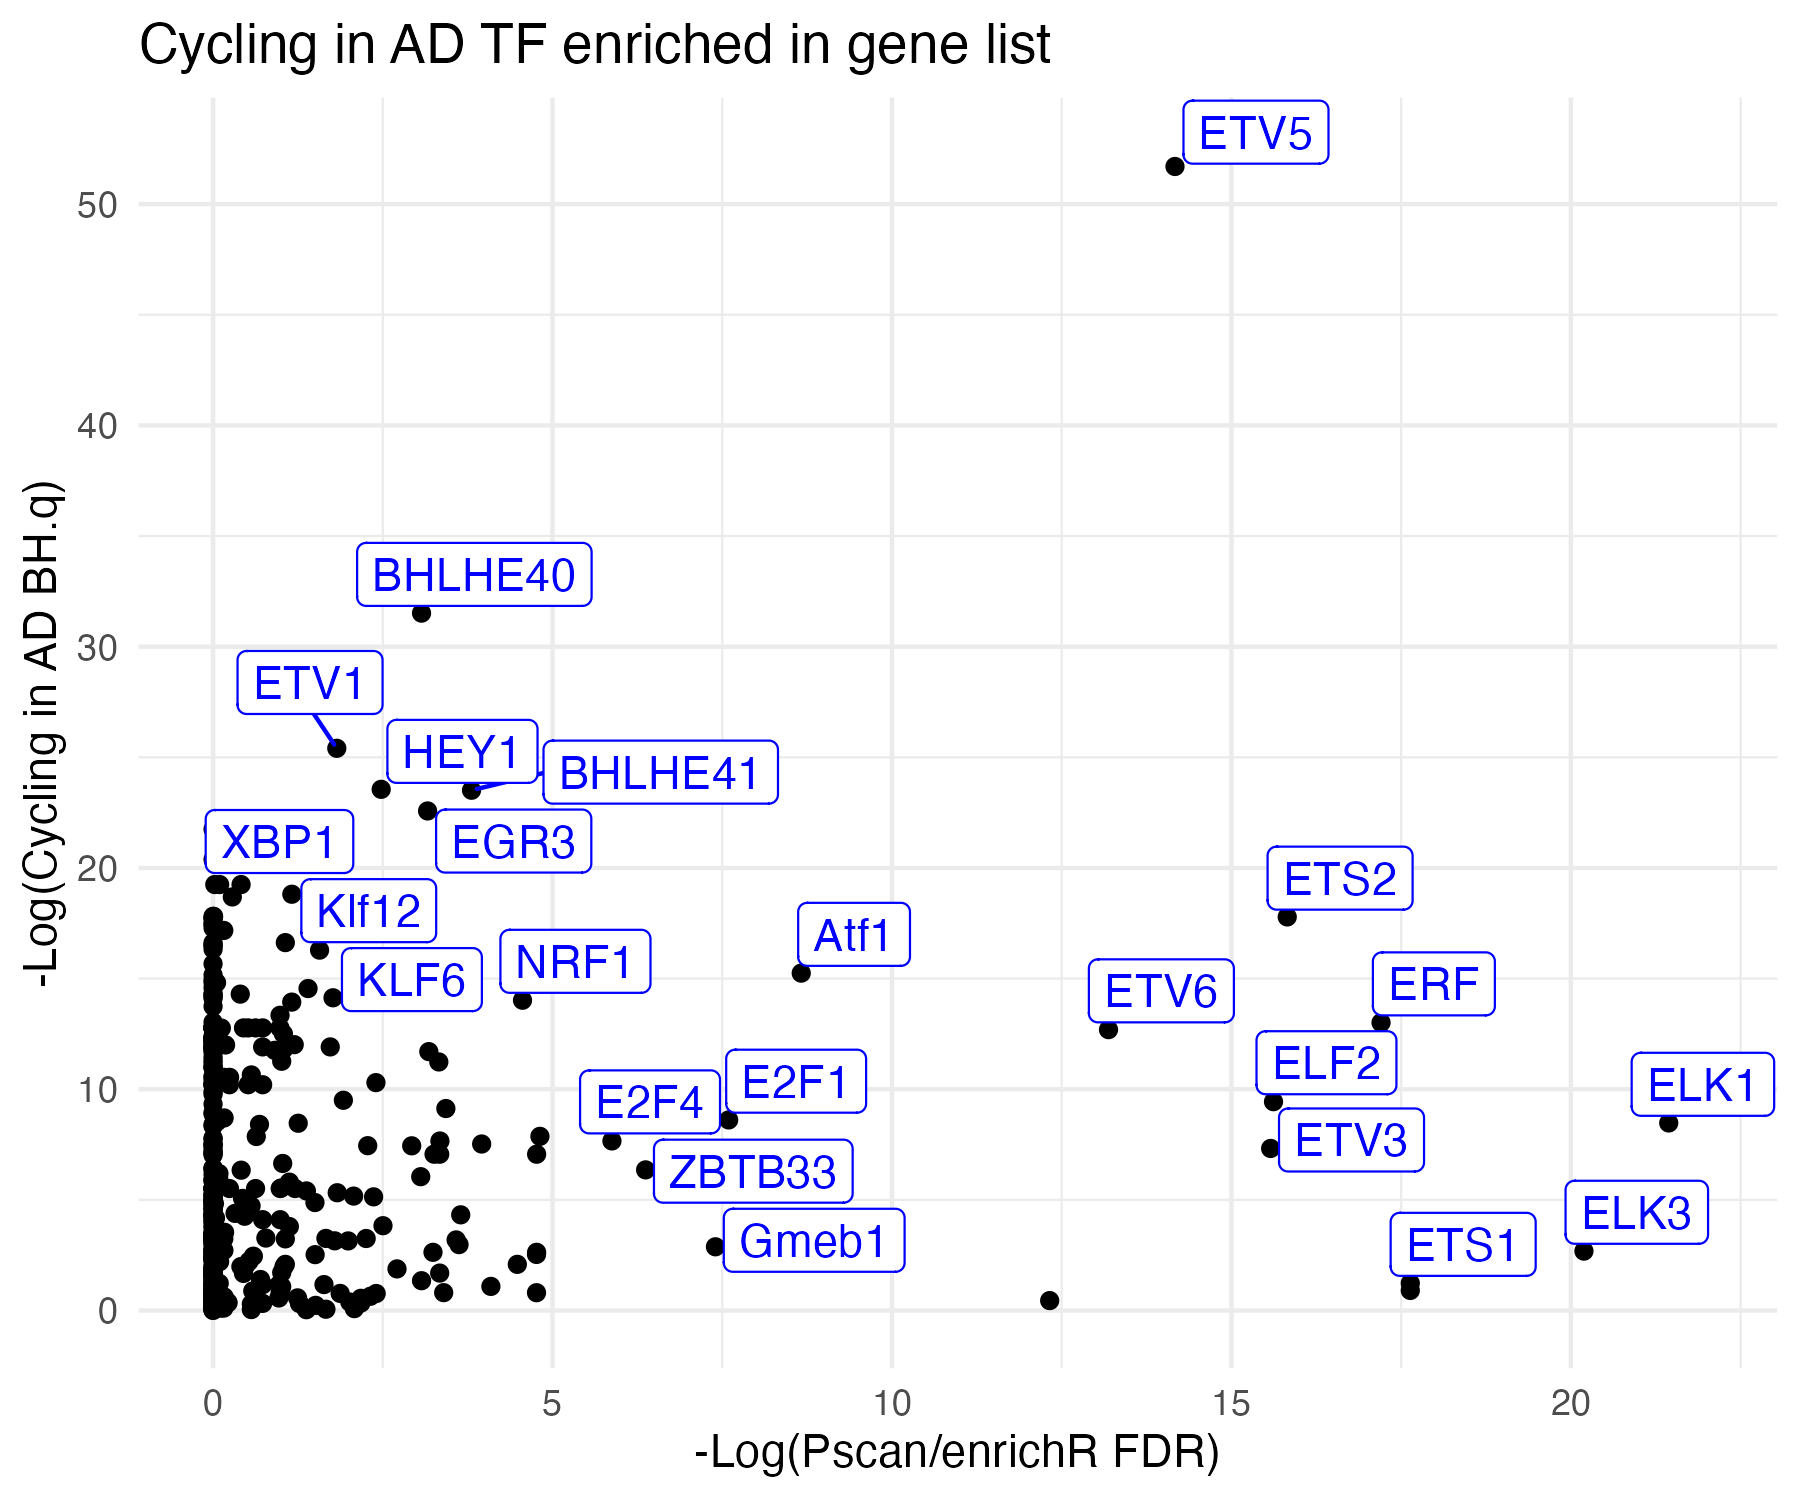 Cycling in AD TF enriched in gene list
-Log(Cycling in AD BH.q)
50
40
30
20
10
0
ETV5
BHLHE40
ETV1
HEY1
BHLHE41
XBP1
EGR3
ETS2
Klf12
Atf1
NRF1
KLF6
ETV6
ERF
ELF2
E2F1
ELK1
E2F4
ETV3
ZBTB33
ELK3
Gmeb1
ETS1
0
5
10
15
20
-Log(Pscan/enrichR FDR)